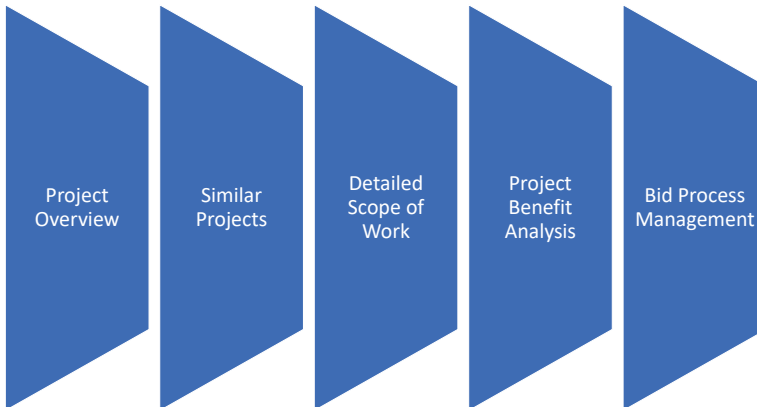 Project
Overview
Similar
Projects
Detailed
Scope of
Work
Project
Benefit
Analysis
Bid Process
Management